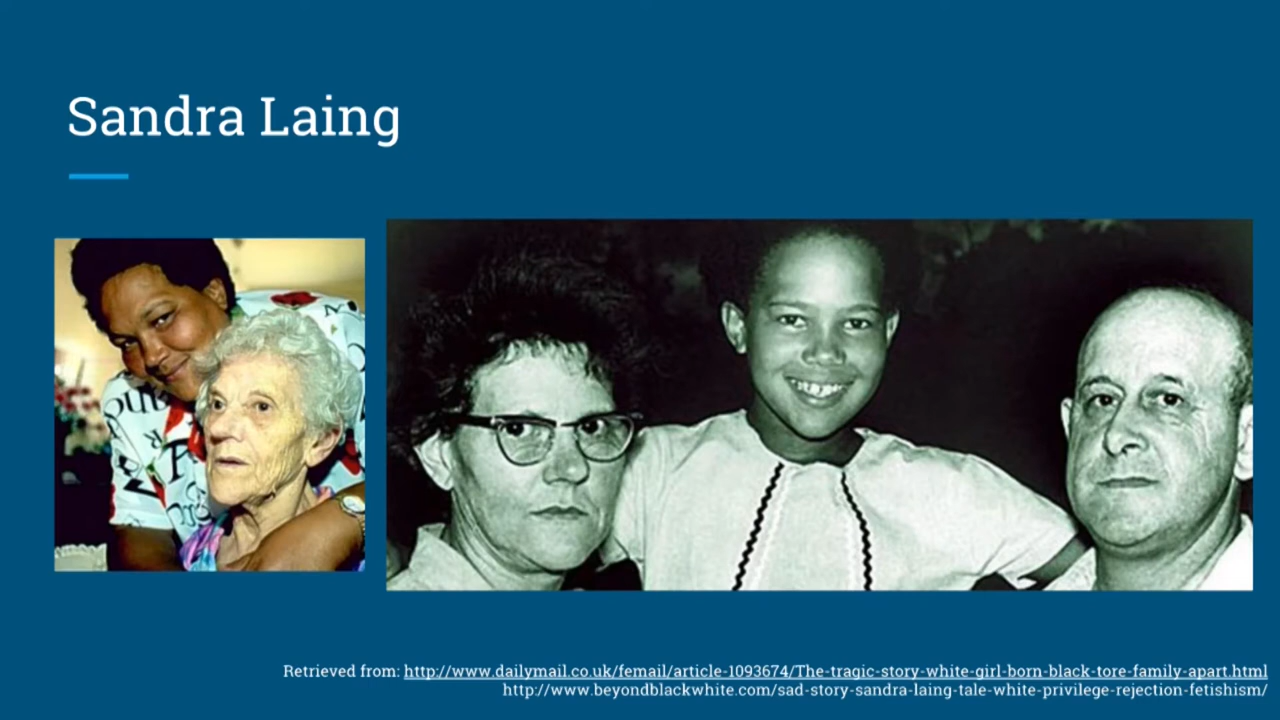 Sandra Laing
Retrieved from: http://www.dailymail.co.uk/femail/article-1093674/The-tragic-story-white-girl-born-black-tore-family-apart.html
http://www.beyondblackwhite.com/sad-story-sandra-laing-tale-white-privilege-rejection-fetishism/